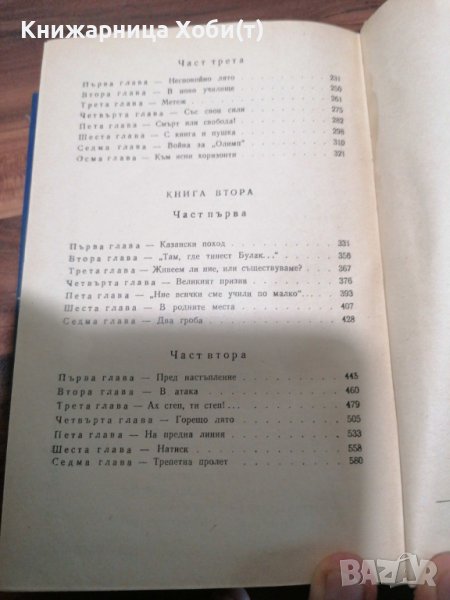 Книжарница Хоби(т)
Част трета
Първа глава — Неспокойно лято 231
Втора глава — В ново училище 256
Трета глава — Метеж 261
Четвърта глава — Със свои сили 275
Пета глава — Смърт или свобода! 282
Шеста глава — С книга и пушка 298
Седма глава — Война за „Олимп“ 310
Осма глава — Към ясни хоризонти 321
КНИГА ВТОРА
Част първа
Първа глава — Казански поход 331
Втора глава — „Там, где тинест Булак...“ 358
Трета глава — Живеем ли ние, или съществуваме? 367
Четвърта глава — Великият призив 376
Пета глава — „Ние всички сме учили по малко“ 393
Шеста глава — В родните места 407
Седма глава — Два гроба 428
Част втора
Първа глава — Пред настъпление 445
Втора глава — В атака 460
Трета глава — Ах степ, ти степ!... 479
Четвърта глава — Горещо лято 505
Пета глава — На предна линия 533
Шеста глава — Натиск 558
Седма глава — Трепетна пролет 580
BAZAR